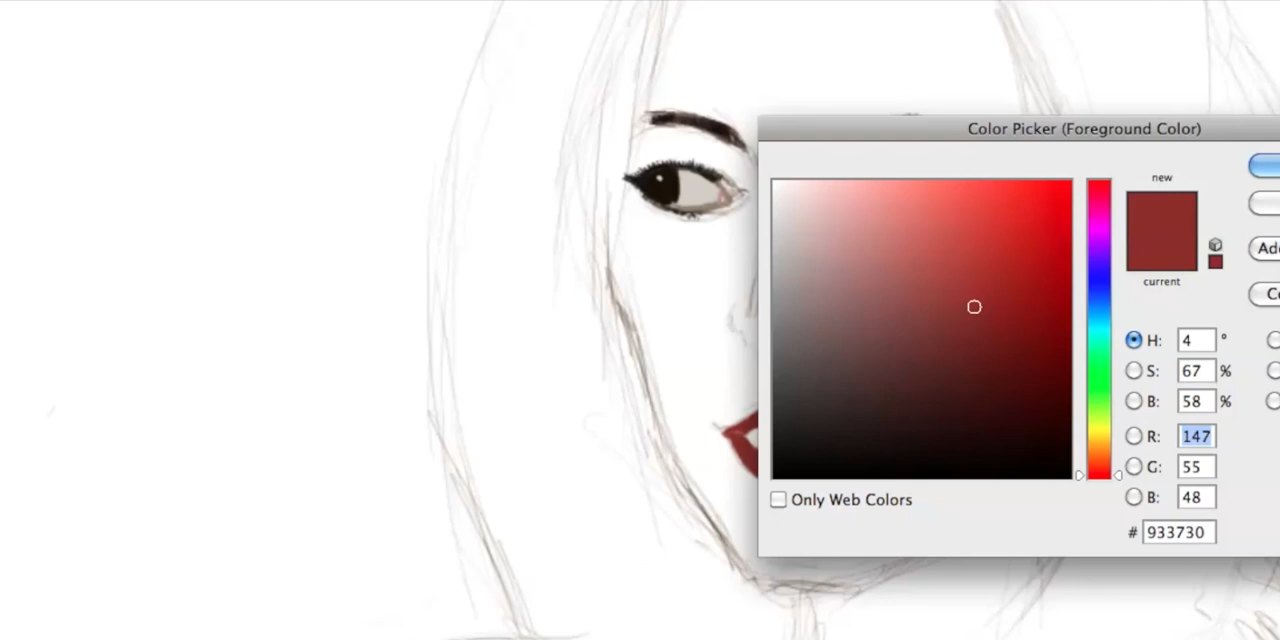 Color Picker (Foreground Color)
new
current
H: 4 °
S: 67 %
B: 58 %
R: 147
G: 55
B: 48
# 933730
Only Web Colors